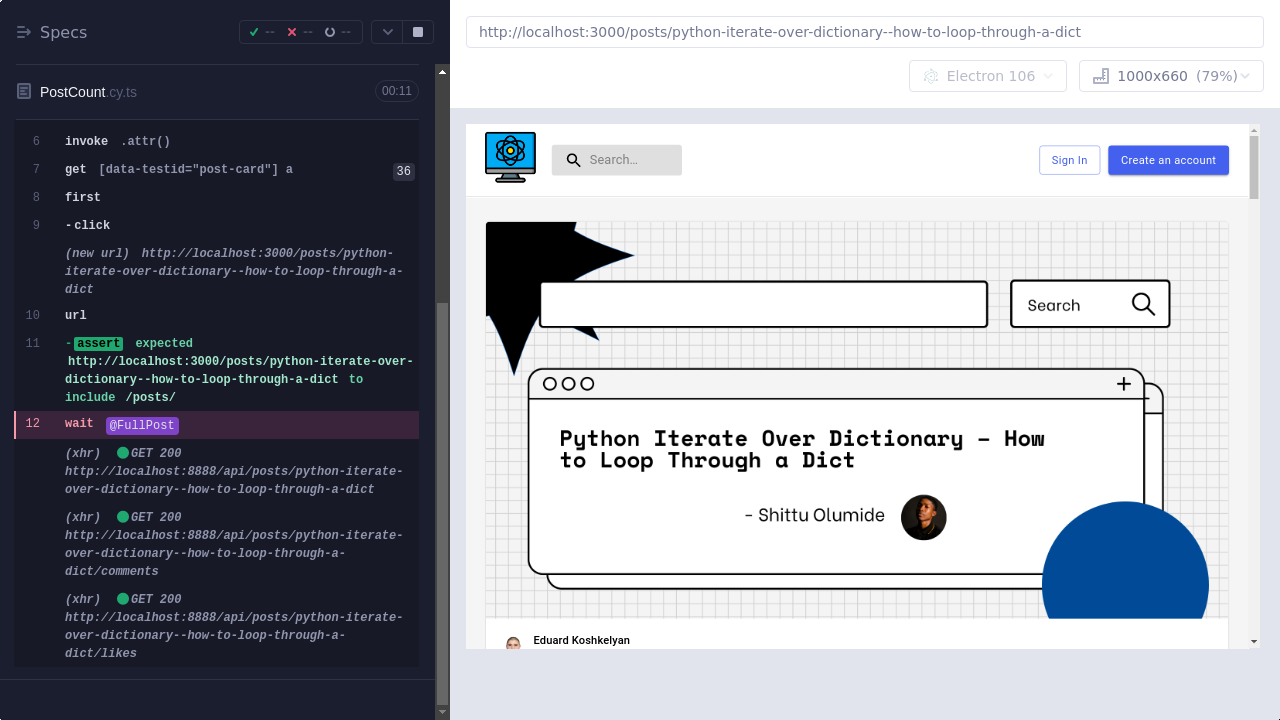 Specs
--
--
--
http://localhost:3000/posts/python-iterate-over-dictionary--how-to-loop-through-a-dict
Electron 106
1000x660 (79%)
PostCount.cy.ts
00:11
6 invoke .attr()
7 get [data-testid="post-card"] a 36
8 first
9 -click
(new url) http://localhost:3000/posts/python-
iterate-over-dictionary--how-to-loop-through-a-
dict
10 url
11 -assert expected
http://localhost:3000/posts/python-iterate-over-
dictionary--how-to-loop-through-a-dict to
include /posts/
12 wait @FullPost
(xhr) GET 200
http://localhost:8888/api/posts/python-iterate-
over-dictionary--how-to-loop-through-a-dict
(xhr) GET 200
http://localhost:8888/api/posts/python-iterate-
over-dictionary--how-to-loop-through-a-
dict/comments
(xhr) GET 200
http://localhost:8888/api/posts/python-iterate-
over-dictionary--how-to-loop-through-a-
dict/likes
Search...
Sign In
Create an account
Search
Python Iterate Over Dictionary – How
to Loop Through a Dict
- Shittu Olumide
Eduard Koshkelyan